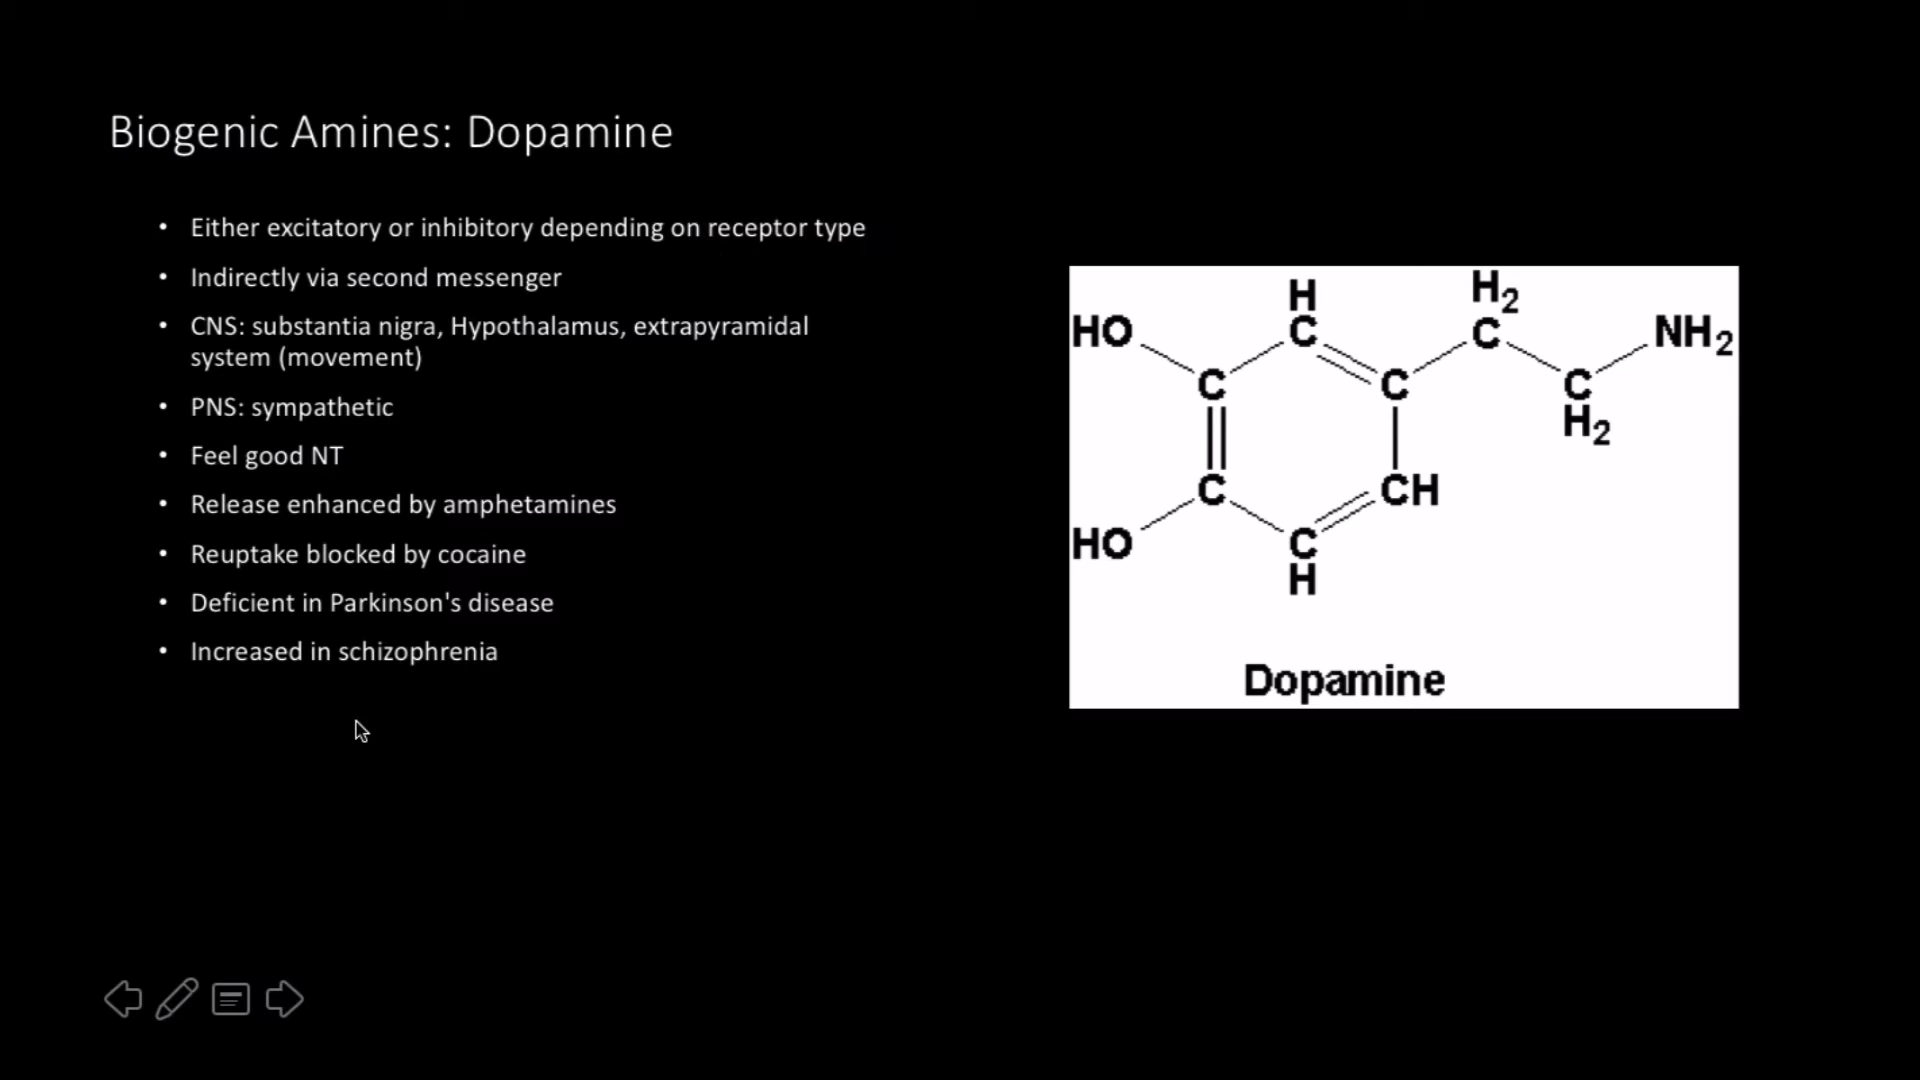 Biogenic Amines: Dopamine
• Either excitatory or inhibitory depending on receptor type
• Indirectly via second messenger
• CNS: substantia nigra, Hypothalamus, extrapyramidal
system (movement)
• PNS: sympathetic
• Feel good NT
• Release enhanced by amphetamines
• Reuptake blocked by cocaine
• Deficient in Parkinson's disease
• Increased in schizophrenia
H H2
HO C C NH2
C C C
H2
C CH
HO C
H
Dopamine